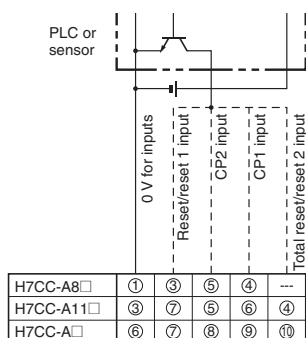 PLC or
sensor
0 V for inputs
Reset/reset 1 input
CP2 input
CP1 input
Total reset/reset 2 input
H7CC-A8□ ① ③ ⑤ ④ ---
H7CC-A11□ ③ ⑦ ⑤ ⑥ ④
H7CC-A□ ⑥ ⑦ ⑧ ⑨ ⑩